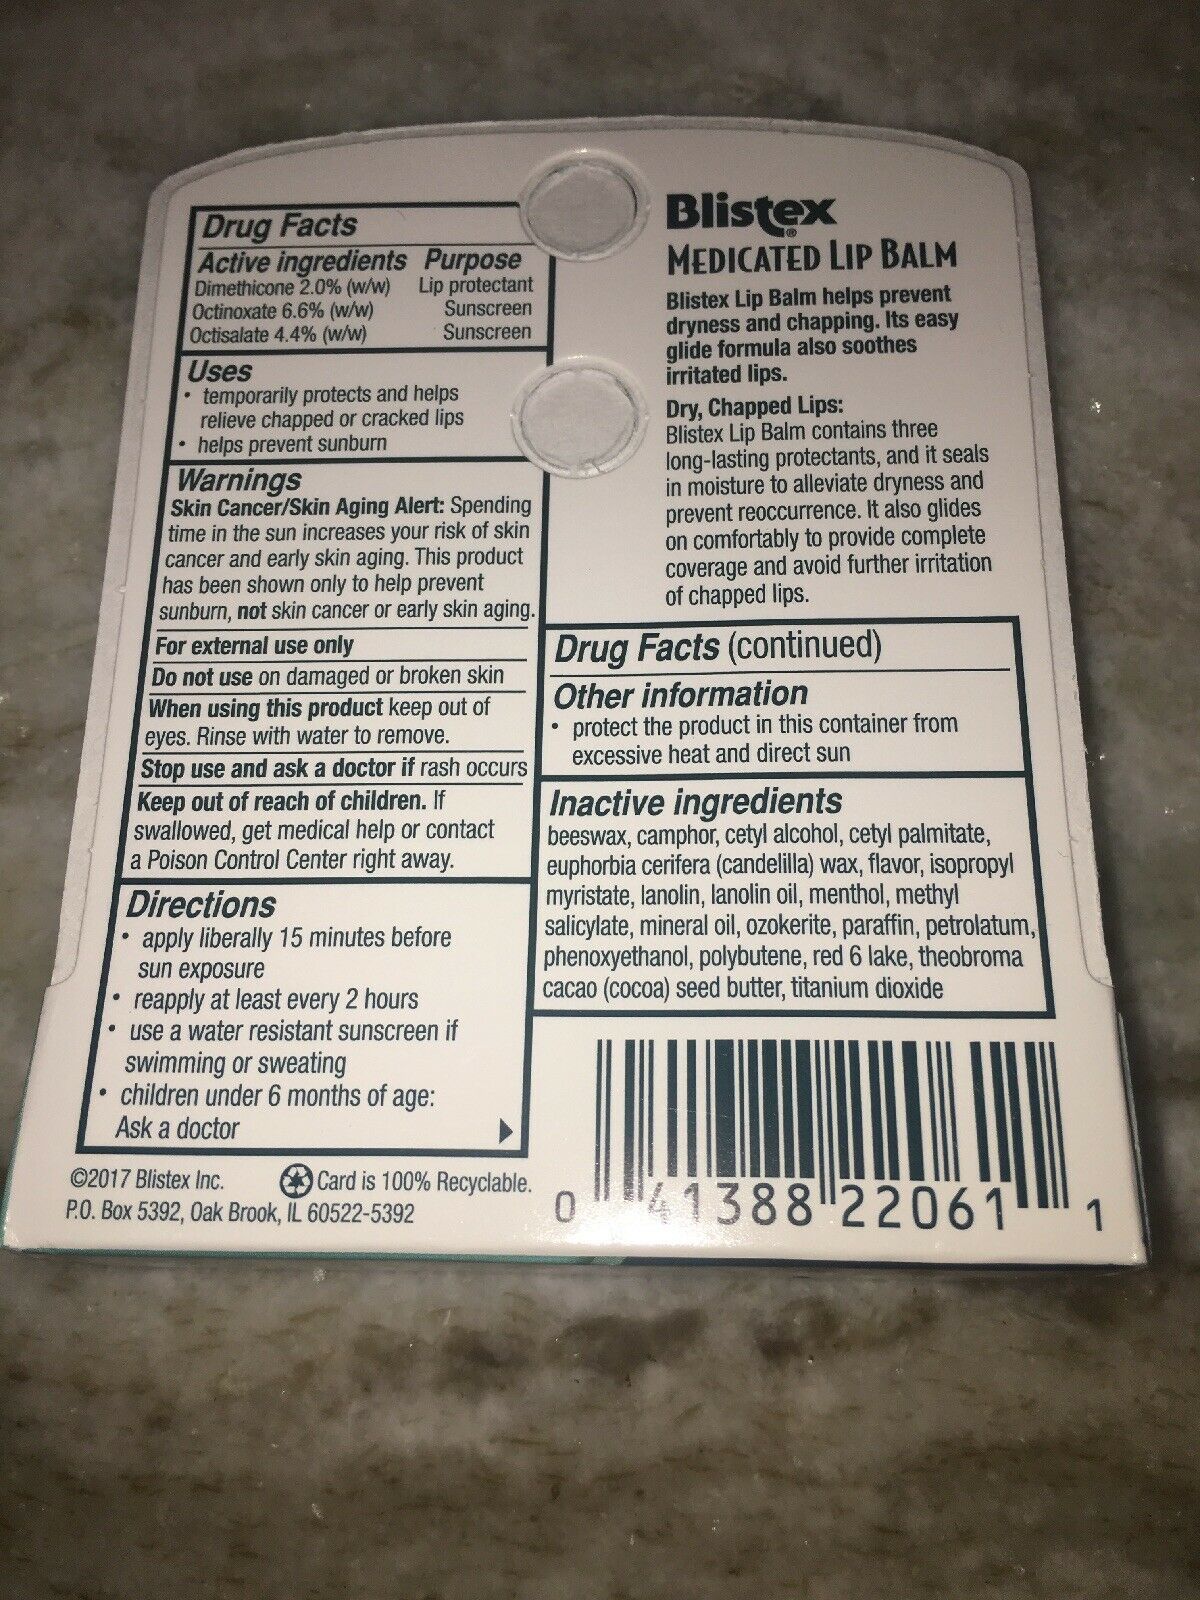 Drug Facts
Active ingredients Purpose
Dimethicone 2.0% (w/w) Lip protectant
Octinoxate 6.6% (w/w) Sunscreen
Octisalate 4.4% (w/w) Sunscreen
Uses
• temporarily protects and helps
relieve chapped or cracked lips
• helps prevent sunburn
Warnings
Skin Cancer/Skin Aging Alert: Spending
time in the sun increases your risk of skin
cancer and early skin aging. This product
has been shown only to help prevent
sunburn, not skin cancer or early skin aging.
For external use only
Do not use on damaged or broken skin
When using this product keep out of
eyes. Rinse with water to remove.
Stop use and ask a doctor if rash occurs
Keep out of reach of children. If
swallowed, get medical help or contact
a Poison Control Center right away.
Directions
• apply liberally 15 minutes before
sun exposure
• reapply at least every 2 hours
• use a water resistant sunscreen if
swimming or sweating
• children under 6 months of age:
Ask a doctor
©2017 Blistex Inc. Card is 100% Recyclable.
P.O. Box 5392, Oak Brook, IL 60522-5392
Blistex®
MEDICATED LIP BALM
Blistex Lip Balm helps prevent
dryness and chapping. Its easy
glide formula also soothes
irritated lips.
Dry, Chapped Lips:
Blistex Lip Balm contains three
long-lasting protectants, and it seals
in moisture to alleviate dryness and
prevent reoccurrence. It also glides
on comfortably to provide complete
coverage and avoid further irritation
of chapped lips.
Drug Facts (continued)
Other information
• protect the product in this container from
excessive heat and direct sun
Inactive ingredients
beeswax, camphor, cetyl alcohol, cetyl palmitate,
euphorbia cerifera (candelilla) wax, flavor, isopropyl
myristate, lanolin, lanolin oil, menthol, methyl
salicylate, mineral oil, ozokerite, paraffin, petrolatum,
phenoxyethanol, polybutene, red 6 lake, theobroma
cacao (cocoa) seed butter, titanium dioxide
0 41388 22061 1